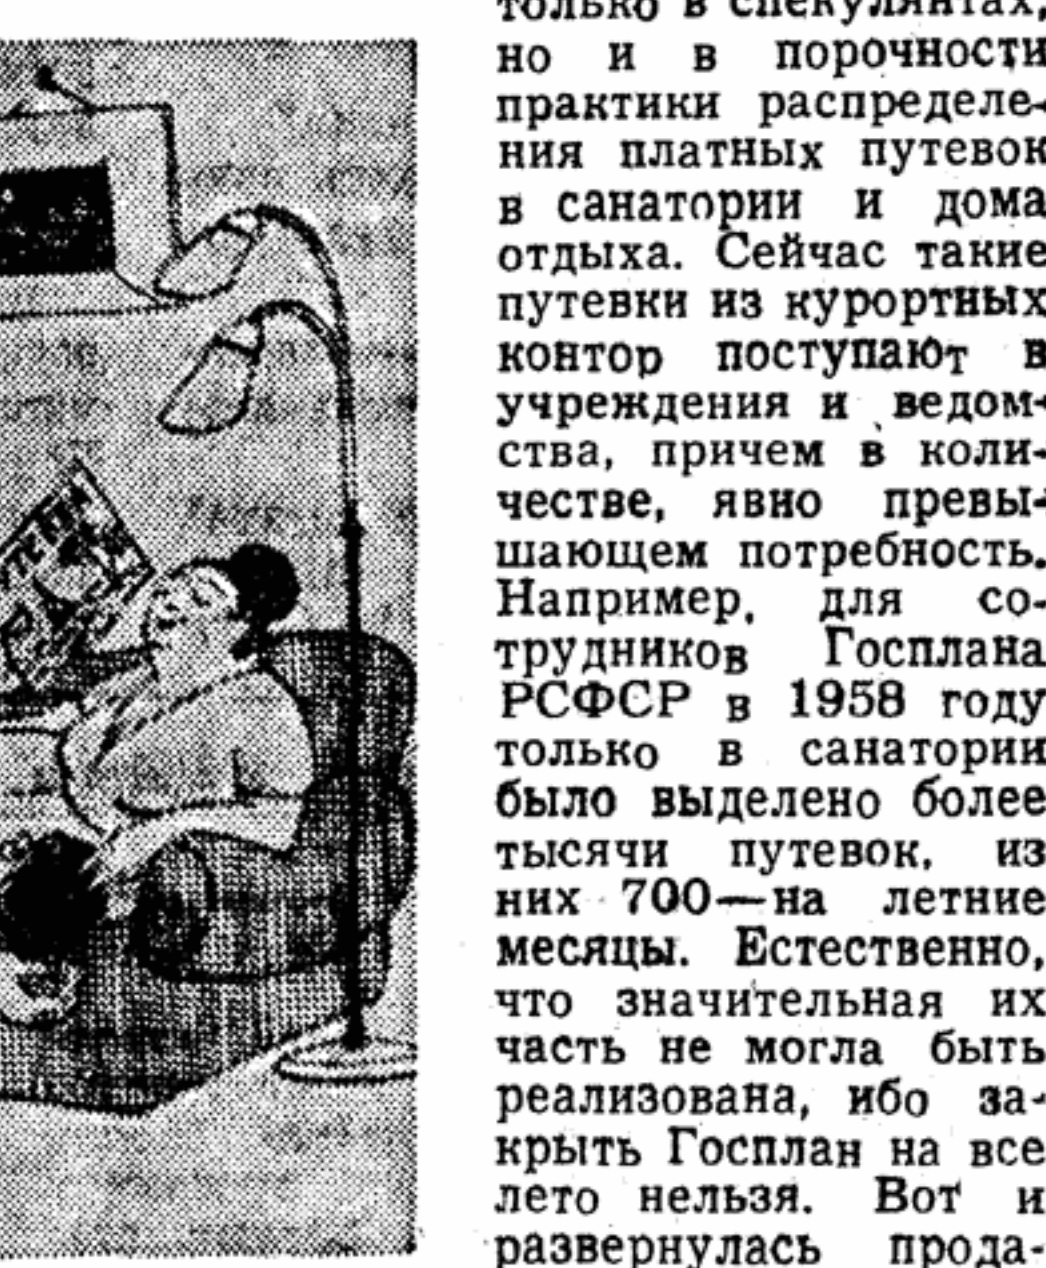 только в спекулянтах,
но и в порочности
практики распределе-
ния платных путевок
в санатории и дома
отдыха. Сейчас такие
путевки из курортных
контор поступают в
учреждения и ведом-
ства, причем в коли-
честве, явно превы-
шающем потребность.
Например, для со-
трудников Госплана
РСФСР в 1958 году
только в санатории
было выделено более
тысячи путевок, из
них 700—на летние
месяцы. Естественно,
что значительная их
часть не могла быть
реализована, ибо за-
крыть Госплан на все
лето нельзя. Вот и
развернулась прода-